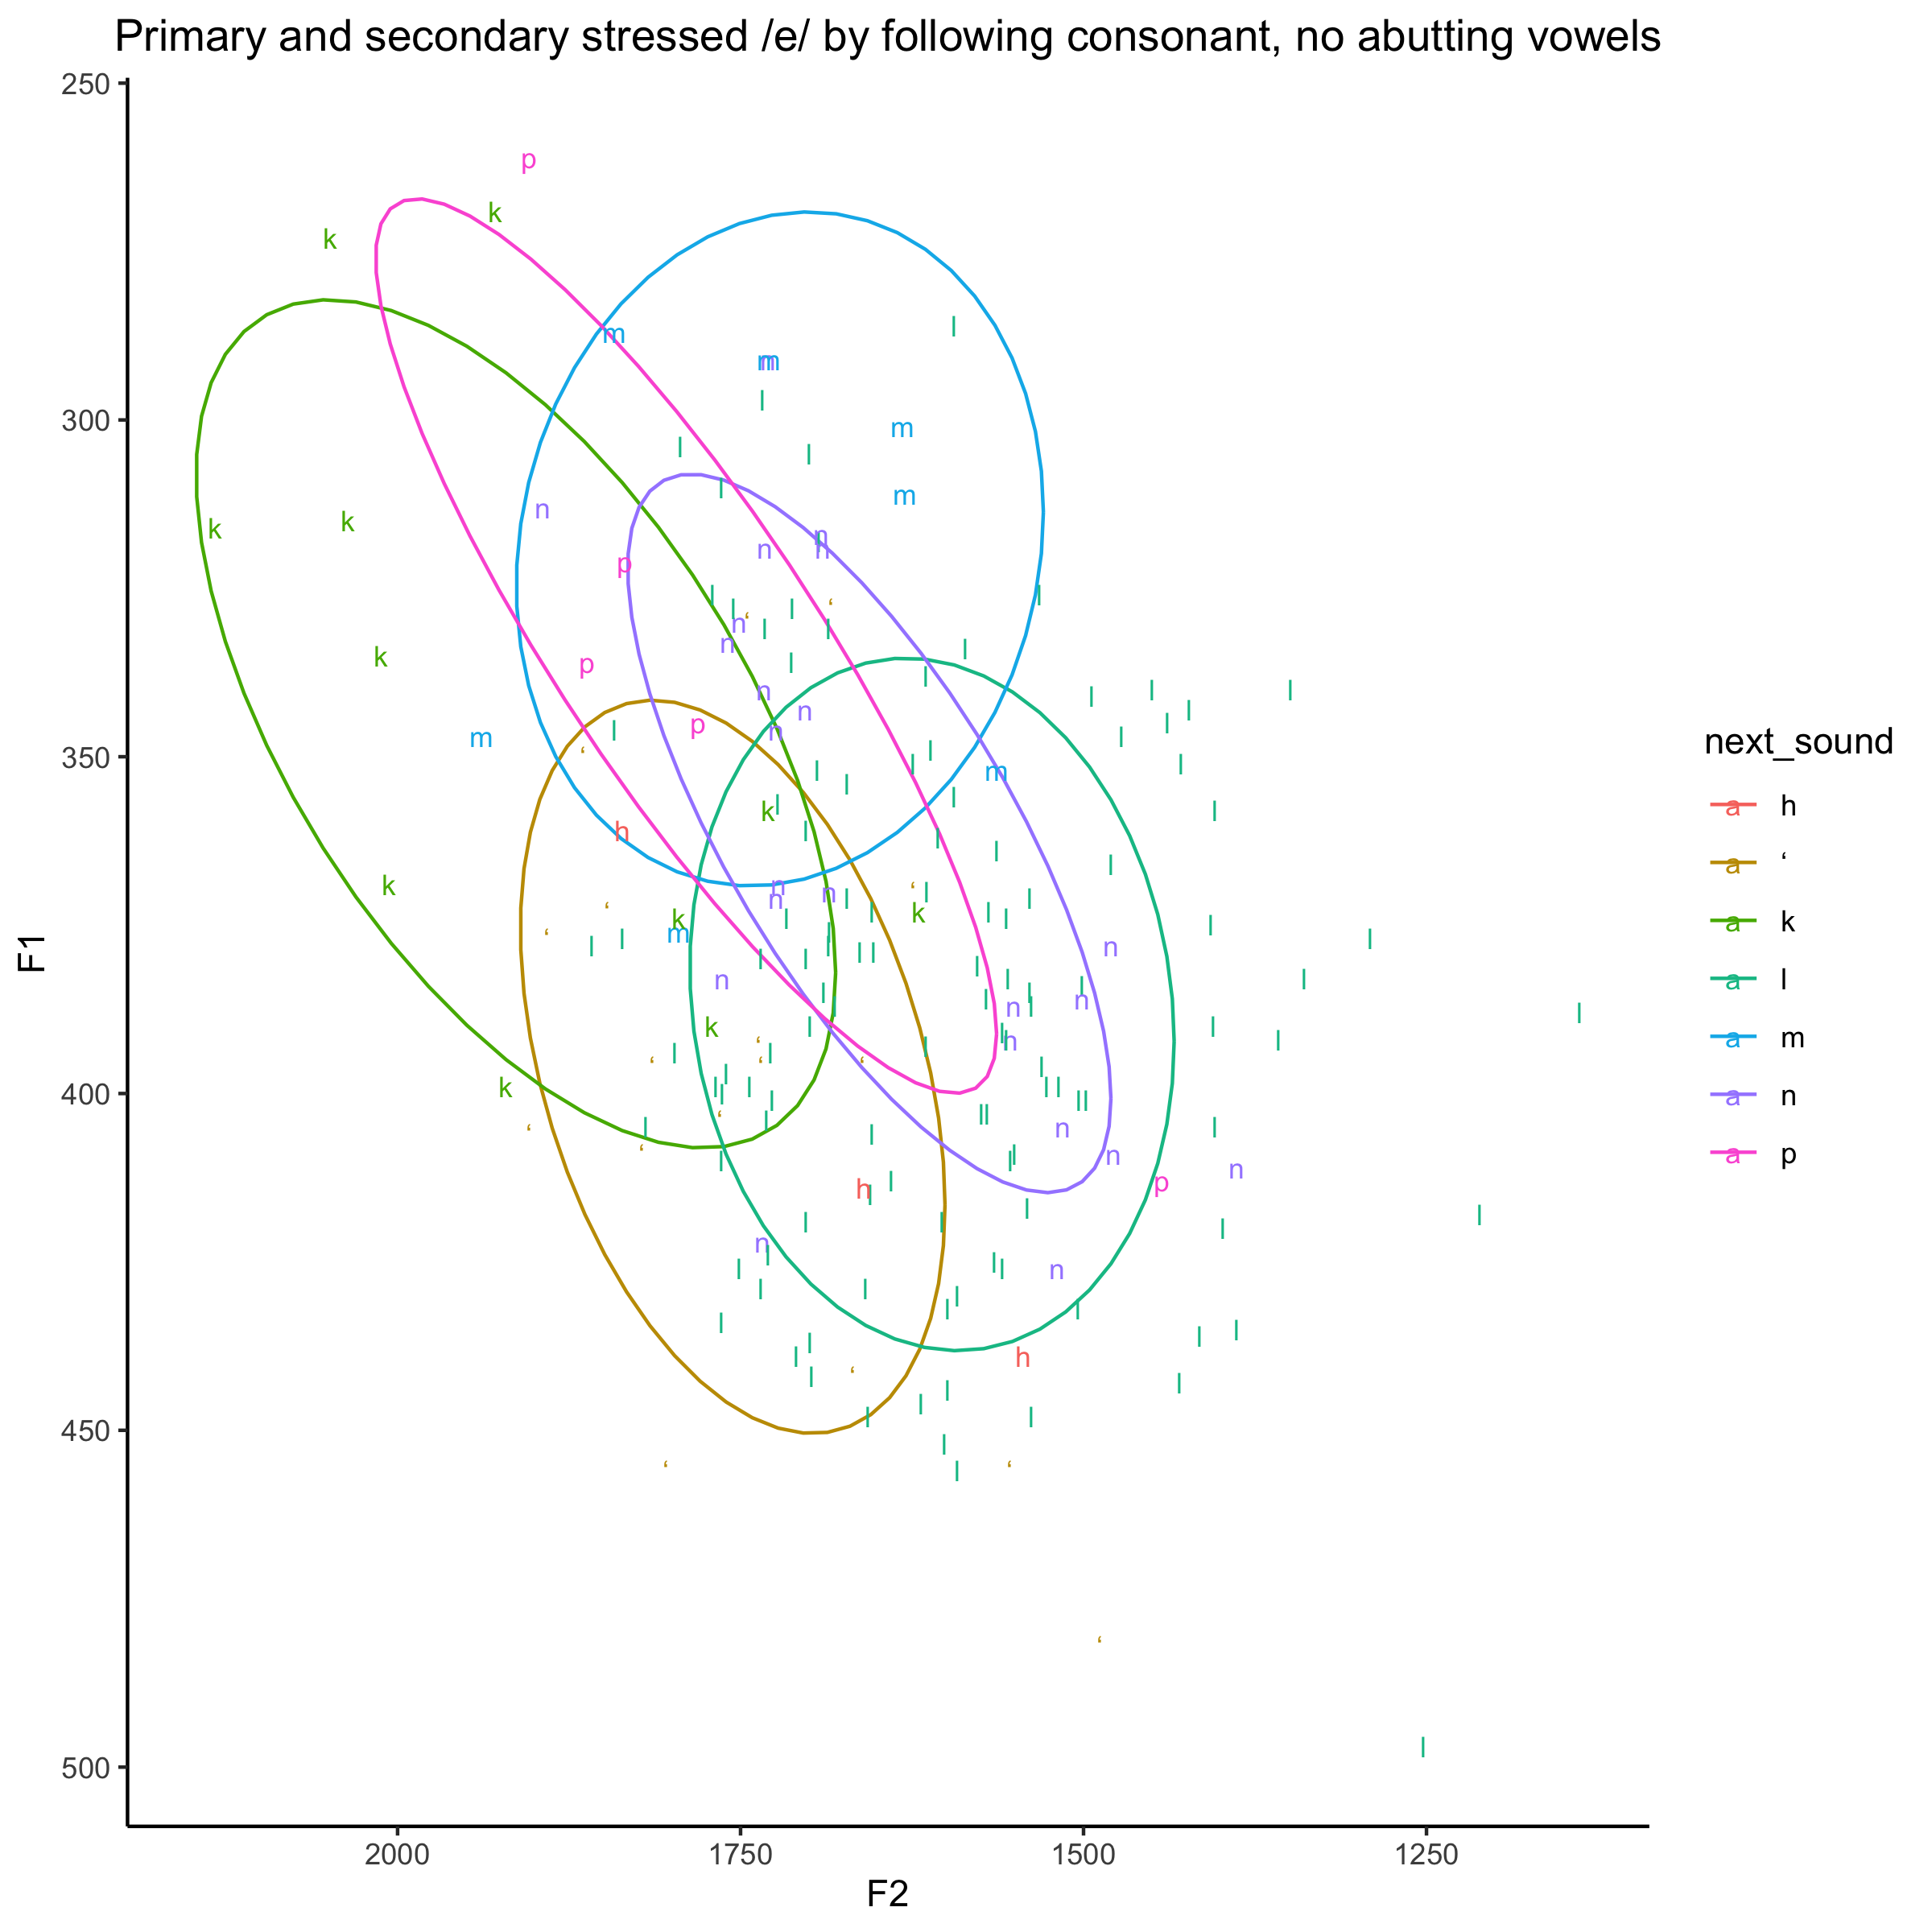 Primary and secondary stressed /e/ by following consonant, no abutting vowels
250
300
350
400
450
500
F1
2000
1750
1500
1250
F2
next_sound
a h
a ‘
a k
a l
a m
a n
a p